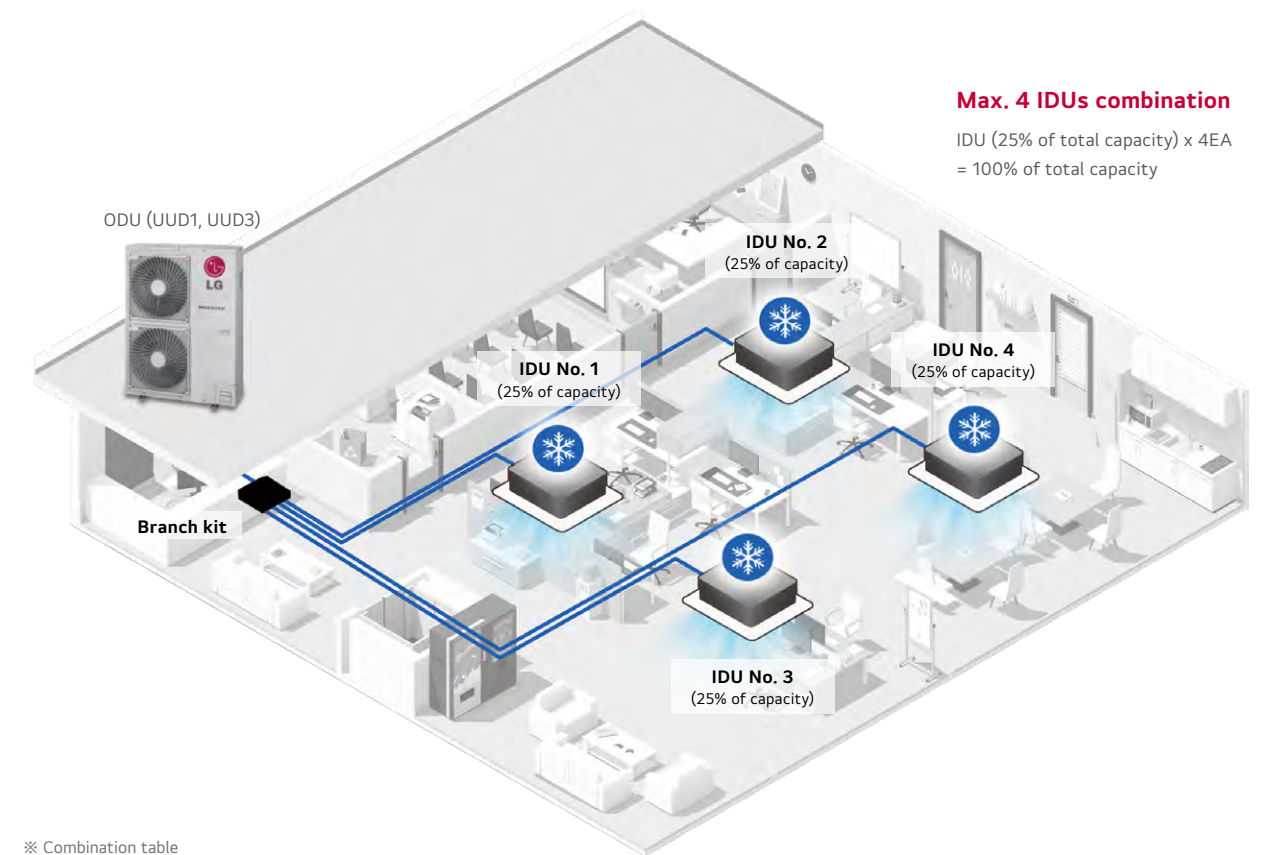 Max. 4 IDUs combination
IDU (25% of total capacity) x 4EA
= 100% of total capacity
ODU (UUD1, UUD3)
LG
IDU No. 2
(25% of capacity)
IDU No. 4
(25% of capacity)
IDU No. 1
(25% of capacity)
Branch kit
IDU No. 3
(25% of capacity)
※ Combination table